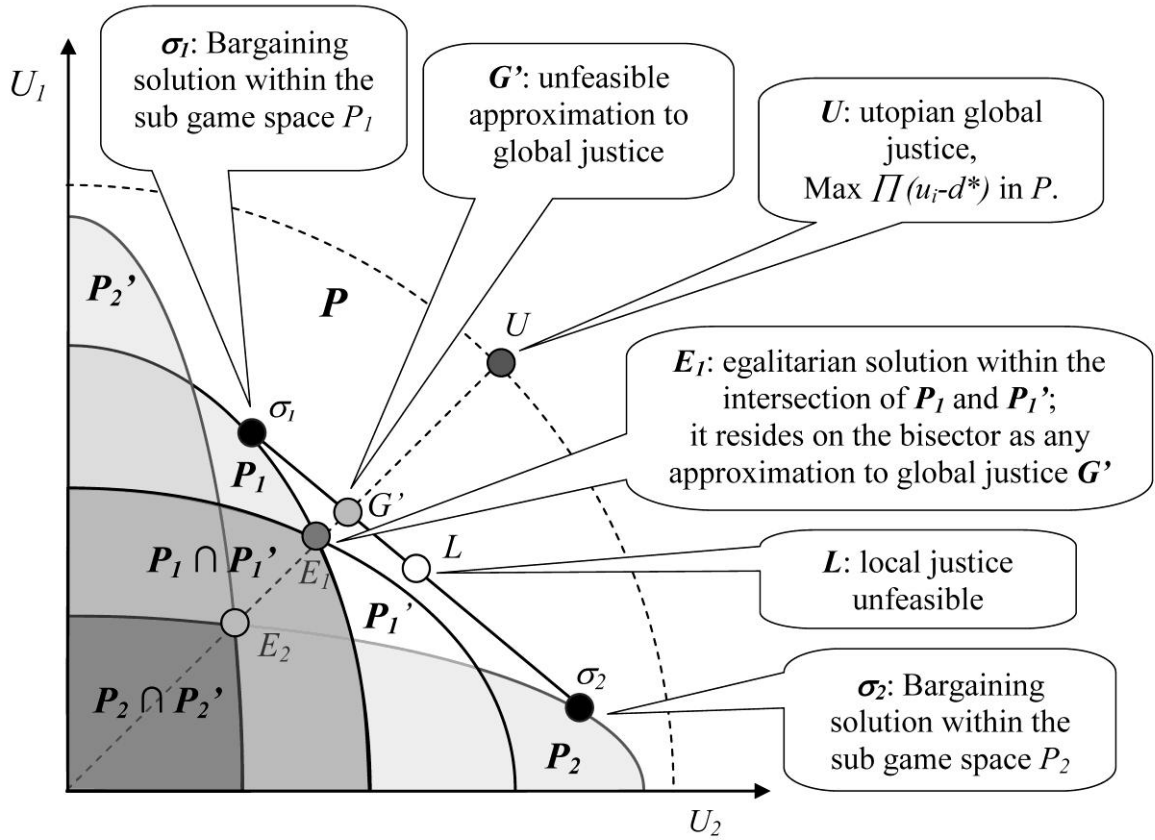 σ₁: Bargaining
solution within the
sub game space P₁
G’: unfeasible
approximation to
global justice
U: utopian global
justice,
Max ∏(uᵢ-d*) in P.
U₁
P₂’
P
U
E₁: egalitarian solution within the
intersection of P₁ and P₁’;
it resides on the bisector as any
approximation to global justice G’
σ₁
P₁
G’
L
P₁ ∩ P₁’
E₁
L: local justice
unfeasible
P₁’
E₂
P₂ ∩ P₂’
σ₂
σ₂: Bargaining
solution within the
sub game space P₂
P₂
U₂